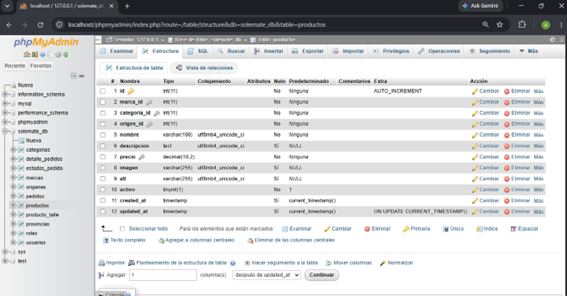 localhost / 127.0.0.1 / solemate_db
Ask Gemini
localhost/phpmyadmin/index.php?route=/table/structure&db=solemate_db&table=productos
phpMyAdmin
Reciente Favoritas
Nueva
information_schema
mysql
performance_schema
phpmyadmin
solemate_db
Nueva
categorias
detalle_pedidos
estados_pedido
marcas
origenes
pedidos
productos
producto_talle
provincias
roles
usuarios
sys
test
Servidor: 127.0.0.1 » Base de datos: solemate_db » Tabla: productos
Examinar Estructura SQL Buscar Insertar Exportar Importar Privilegios Operaciones Seguimiento Más
Estructura de tabla Vista de relaciones
# Nombre Tipo Cotejamiento Atributos Nulo Predeterminado Comentarios Extra Acción
1 id int(11) No Ninguna AUTO_INCREMENT Cambiar Eliminar Más
2 marca_id int(11) No Ninguna Cambiar Eliminar Más
3 categoria_id int(11) No Ninguna Cambiar Eliminar Más
4 origen_id int(11) No Ninguna Cambiar Eliminar Más
5 nombre varchar(100) utf8mb4_unicode_ci No Ninguna Cambiar Eliminar Más
6 descripcion text utf8mb4_unicode_ci Sí NULL Cambiar Eliminar Más
7 precio decimal(10,2) No Ninguna Cambiar Eliminar Más
8 imagen varchar(255) utf8mb4_unicode_ci Sí NULL Cambiar Eliminar Más
9 alt varchar(255) utf8mb4_unicode_ci Sí NULL Cambiar Eliminar Más
10 activo tinyint(1) No 1 Cambiar Eliminar Más
11 created_at timestamp Sí current_timestamp() Cambiar Eliminar Más
12 updated_at timestamp Sí current_timestamp() ON UPDATE CURRENT_TIMESTAMP() Cambiar Eliminar Más
Seleccionar todo Para los elementos que están marcados: Examinar Cambiar Eliminar Primaria Único Índice Espacial
Texto completo Agregar a columnas centrales Eliminar de las columnas centrales
Imprimir Planteamiento de la estructura de tabla Hacer seguimiento a la tabla Mover columnas Normalizar
Agregar 1 columna(s) después de updated_at Continuar